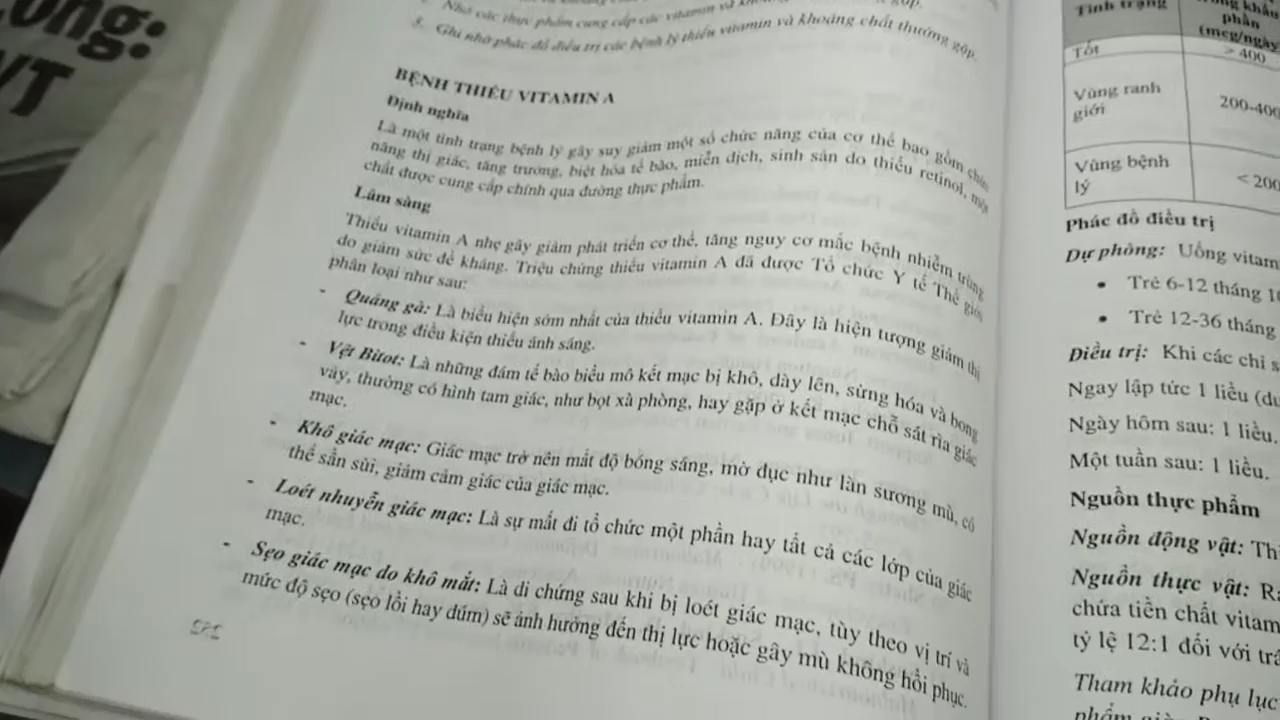 2. Nhớ các thực phẩm cung cấp các vitamin và
3. Ghi nhớ phác đồ điều trị các bệnh lý thiếu vitamin và khoáng chất thường gặp.
BỆNH THIẾU VITAMIN A
Định nghĩa
Là một tình trạng bệnh lý gây suy giảm một số chức năng của cơ thể bao gồm chức
năng thị giác, tăng trưởng, biệt hóa tế bào, miễn dịch, sinh sản do thiếu retinol, một
chất được cung cấp chính qua đường thực phẩm.
Lâm sàng
Thiếu vitamin A nhẹ gây giảm phát triển cơ thể, tăng nguy cơ mắc bệnh nhiễm trùng
do giảm sức đề kháng. Triệu chứng thiếu vitamin A đã được Tổ chức Y tế Thế giới
phân loại như sau:
- Quáng gà: Là biểu hiện sớm nhất của thiếu vitamin A. Đây là hiện tượng giảm thị
lực trong điều kiện thiếu ánh sáng.
- Vệt Bitot: Là những đám tế bào biểu mô kết mạc bị khô, dày lên, sừng hóa và bong
vảy, thường có hình tam giác, như bọt xà phòng, hay gặp ở kết mạc chỗ sát rìa giác
mạc.
- Khô giác mạc: Giác mạc trở nên mất độ bóng sáng, mờ đục như làn sương mù, có
thể sần sùi, giảm cảm giác của giác mạc.
- Loét nhuyễn giác mạc: Là sự mất đi tổ chức một phần hay tất cả các lớp của giác
mạc.
- Sẹo giác mạc do khô mắt: Là di chứng sau khi bị loét giác mạc, tùy theo vị trí và
mức độ sẹo (sẹo lồi hay dúm) sẽ ảnh hưởng đến thị lực hoặc gây mù không hồi phục.
Tình trạng
khẩu
phần
(mcg/ngày
Tốt > 400
Vùng ranh
giới 200-400
Vùng bệnh
lý < 200
Phác đồ điều trị
Dự phòng: Uống vitam
• Trẻ 6-12 tháng 10
• Trẻ 12-36 tháng
Điều trị: Khi các chỉ s
Ngay lập tức 1 liều (dư
Ngày hôm sau: 1 liều.
Một tuần sau: 1 liều.
Nguồn thực phẩm
Nguồn động vật: Th
Nguồn thực vật: Ra
chứa tiền chất vitam
tỷ lệ 12:1 đối với trá
Tham khảo phụ lục